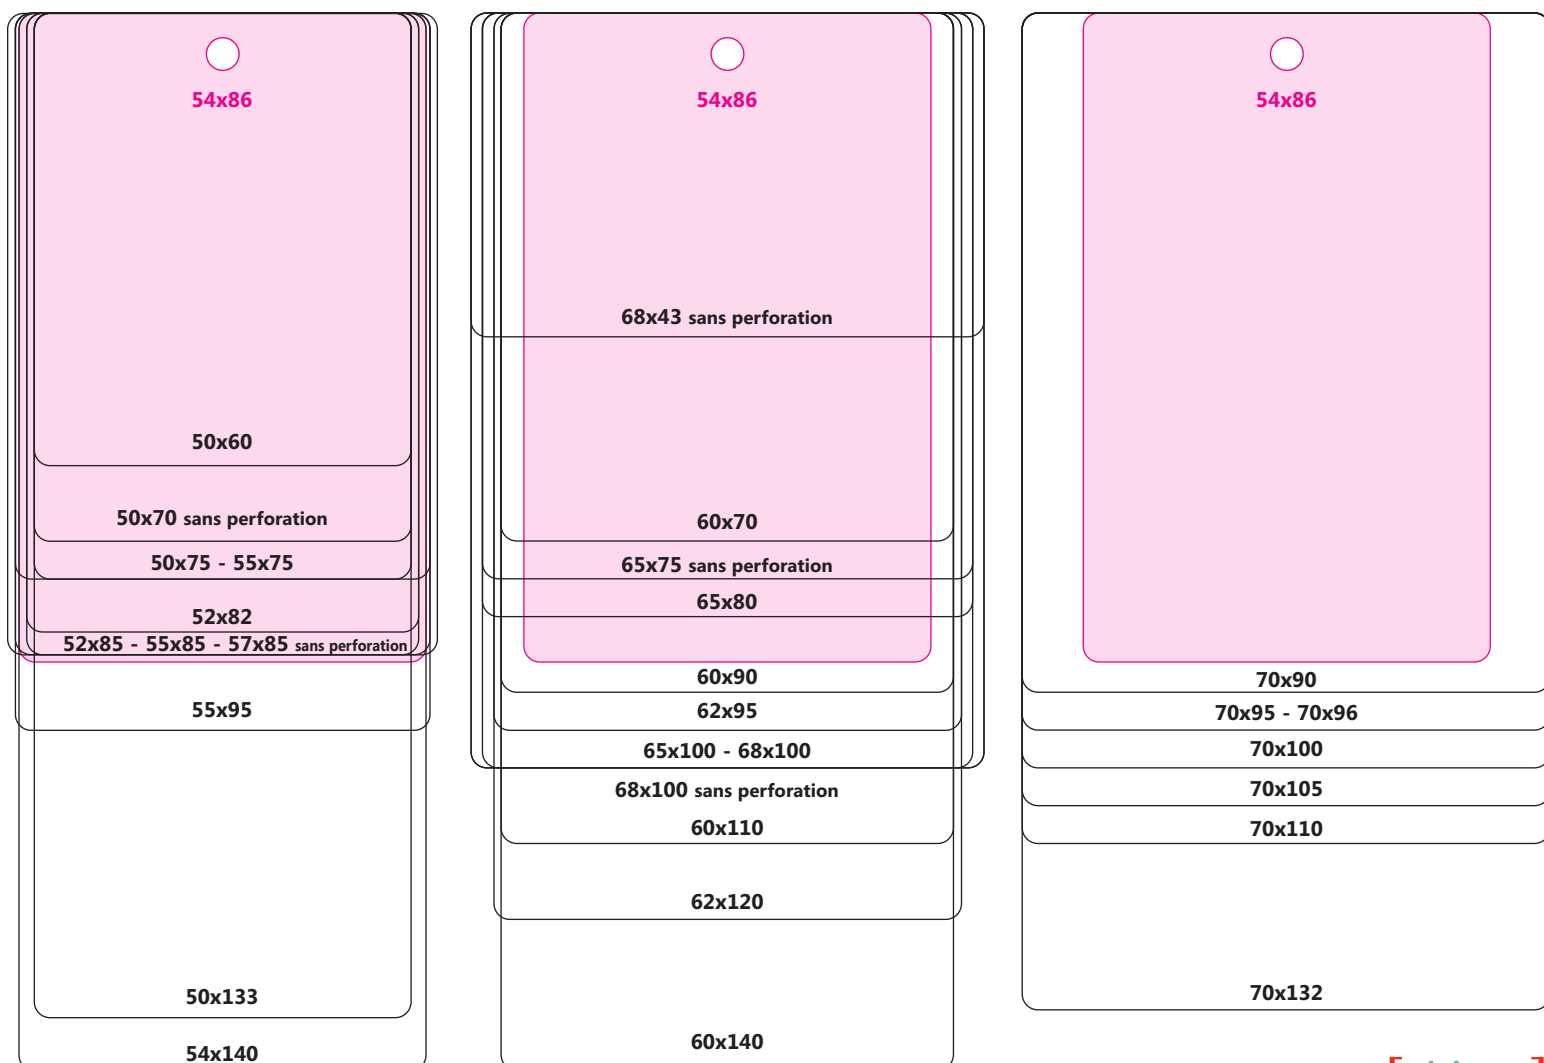 54x86
50x60
50x70 sans perforation
50x75 - 55x75
52x82
52x85 - 55x85 - 57x85 sans perforation
55x95
50x133
54x140
54x86
68x43 sans perforation
60x70
65x75 sans perforation
65x80
60x90
62x95
65x100 - 68x100
68x100 sans perforation
60x110
62x120
60x140
54x86
70x90
70x95 - 70x96
70x100
70x105
70x110
70x132